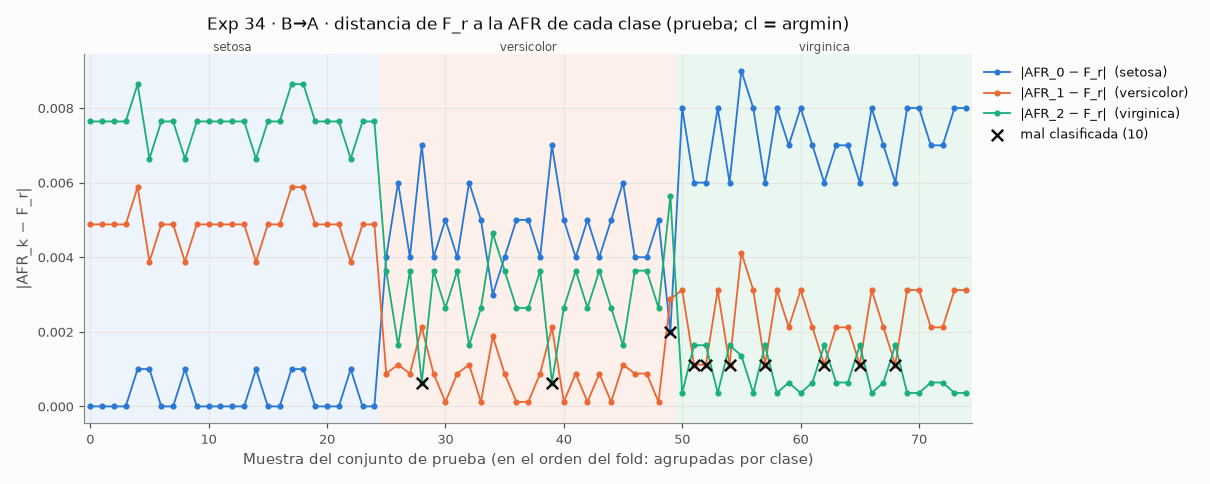 Exp 34 · B→A · distancia de F_r a la AFR de cada clase (prueba; cl = argmin)
setosa
versicolor
virginica
|AFR_0 − F_r| (setosa)
|AFR_1 − F_r| (versicolor)
|AFR_2 − F_r| (virginica)
mal clasificada (10)
|AFR_k − F_r|
0.008
0.006
0.004
0.002
0.000
0
10
20
30
40
50
60
70
Muestra del conjunto de prueba (en el orden del fold: agrupadas por clase)